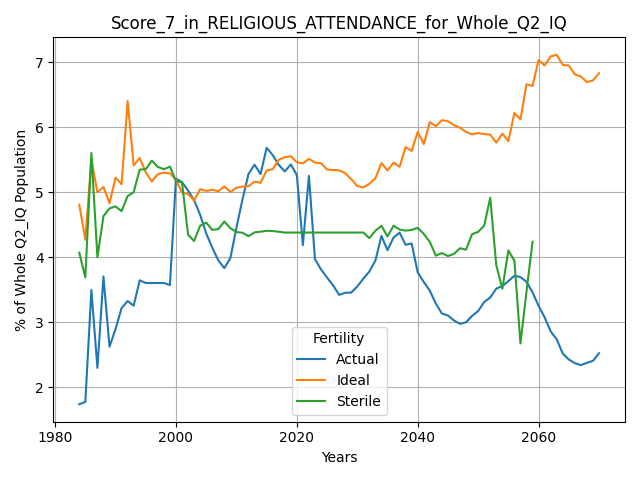 Score_7_in_RELIGIOUS_ATTENDANCE_for_Whole_Q2_IQ
% of Whole Q2_IQ Population
7
6
5
4
3
2
Fertility
Actual
Ideal
Sterile
1980 2000 2020 2040 2060
Years